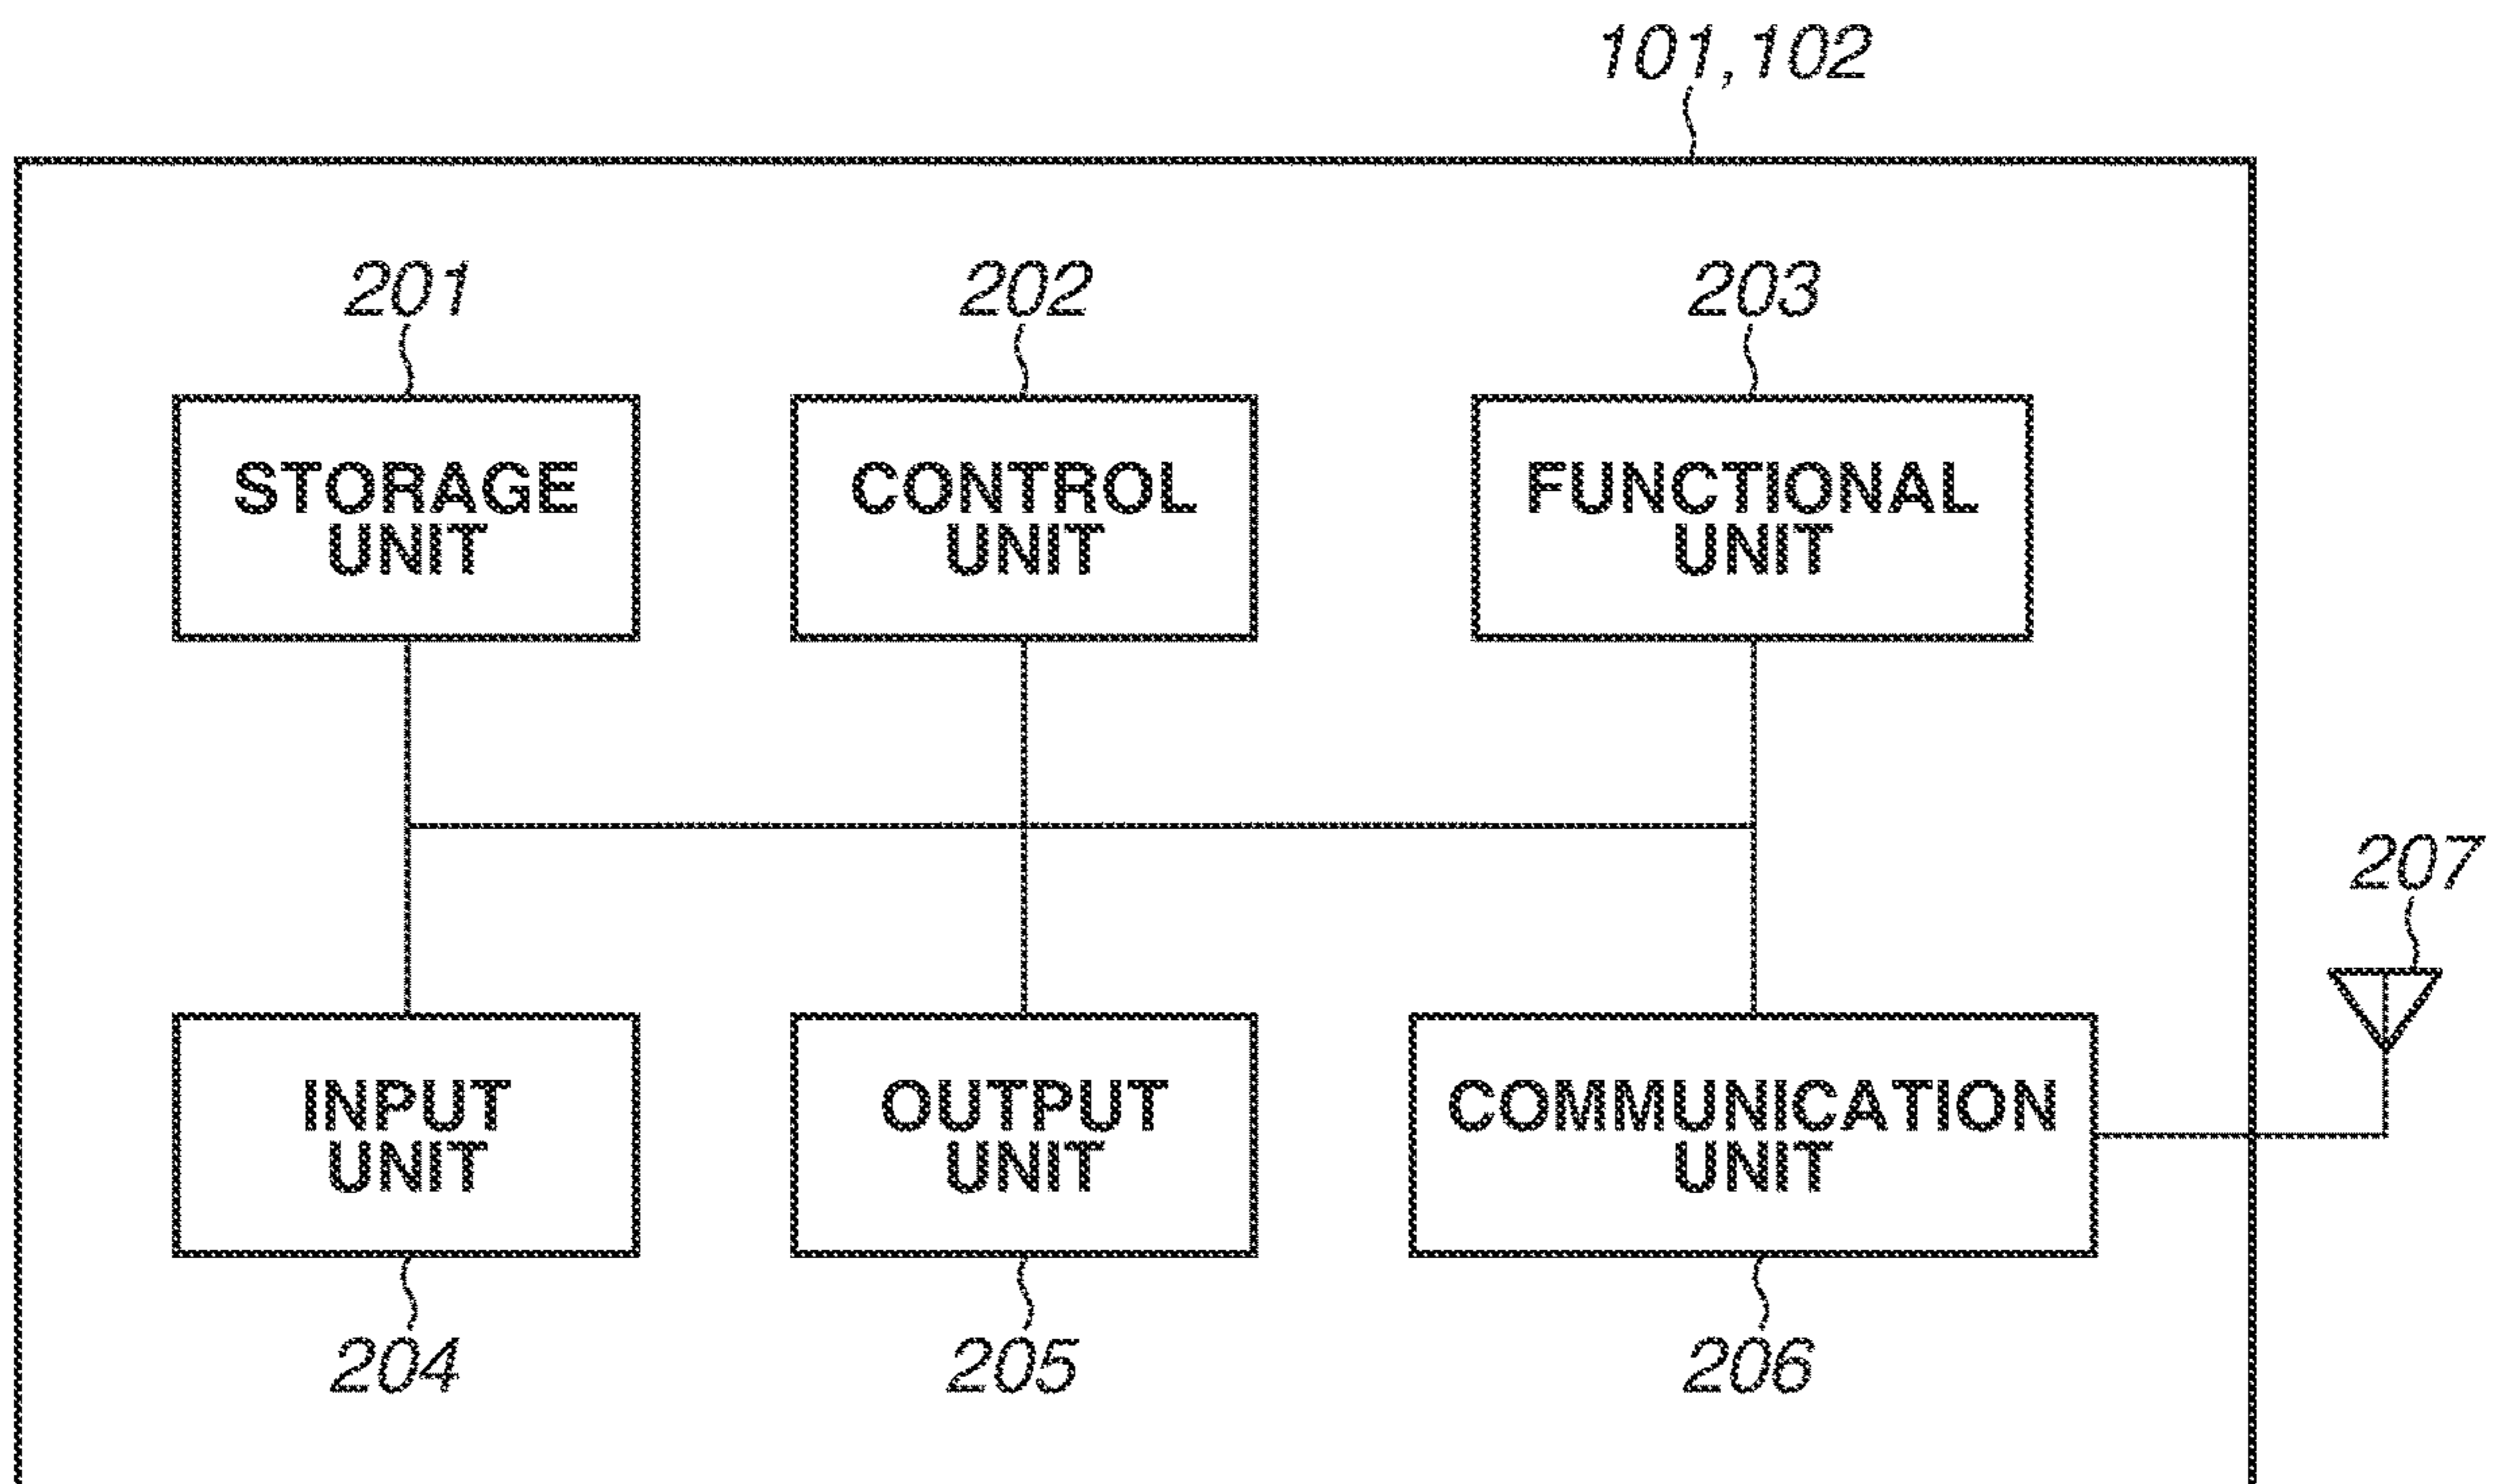 101,102
201
202
203
STORAGE
UNIT
CONTROL
UNIT
FUNCTIONAL
UNIT
207
INPUT
UNIT
OUTPUT
UNIT
COMMUNICATION
UNIT
204
205
206